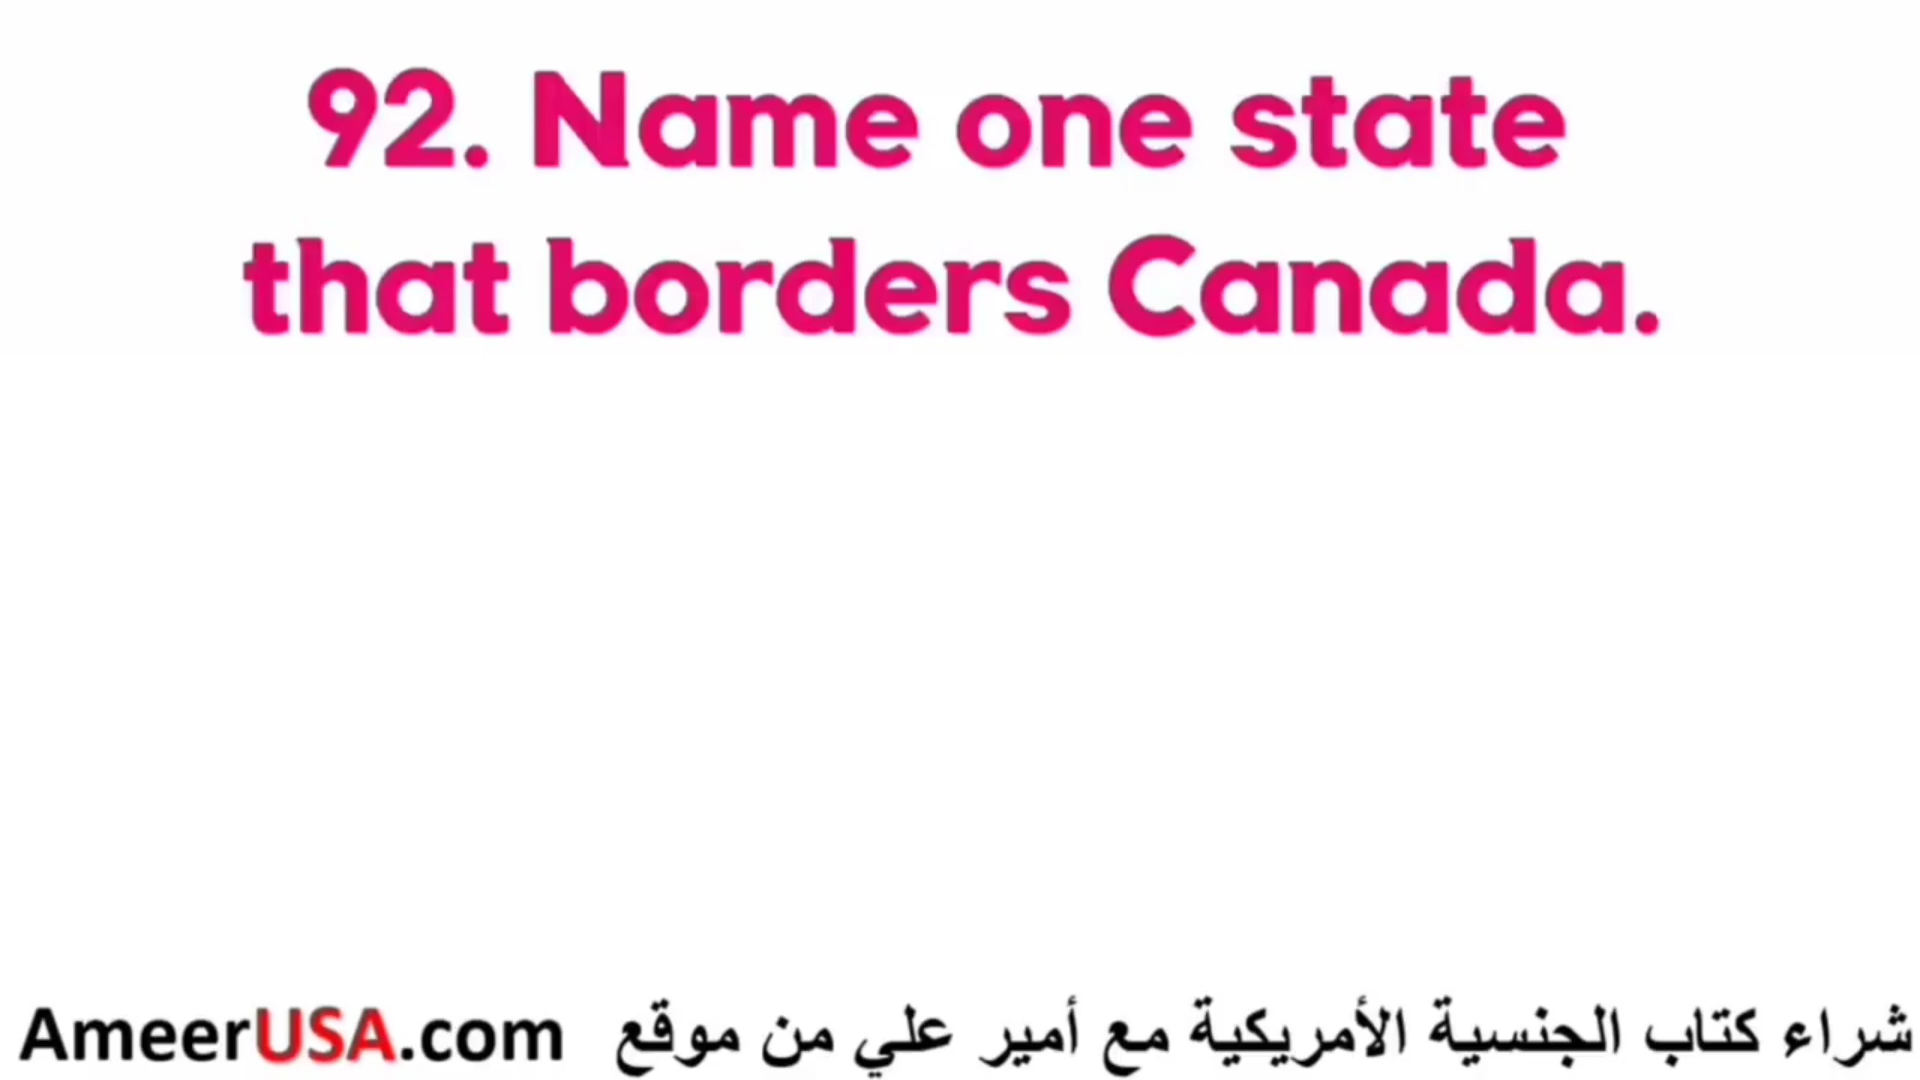 92. Name one state
that borders Canada.
شراء كتاب الجنسية الأمريكية مع أمير علي من موقع AmeerUSA.com